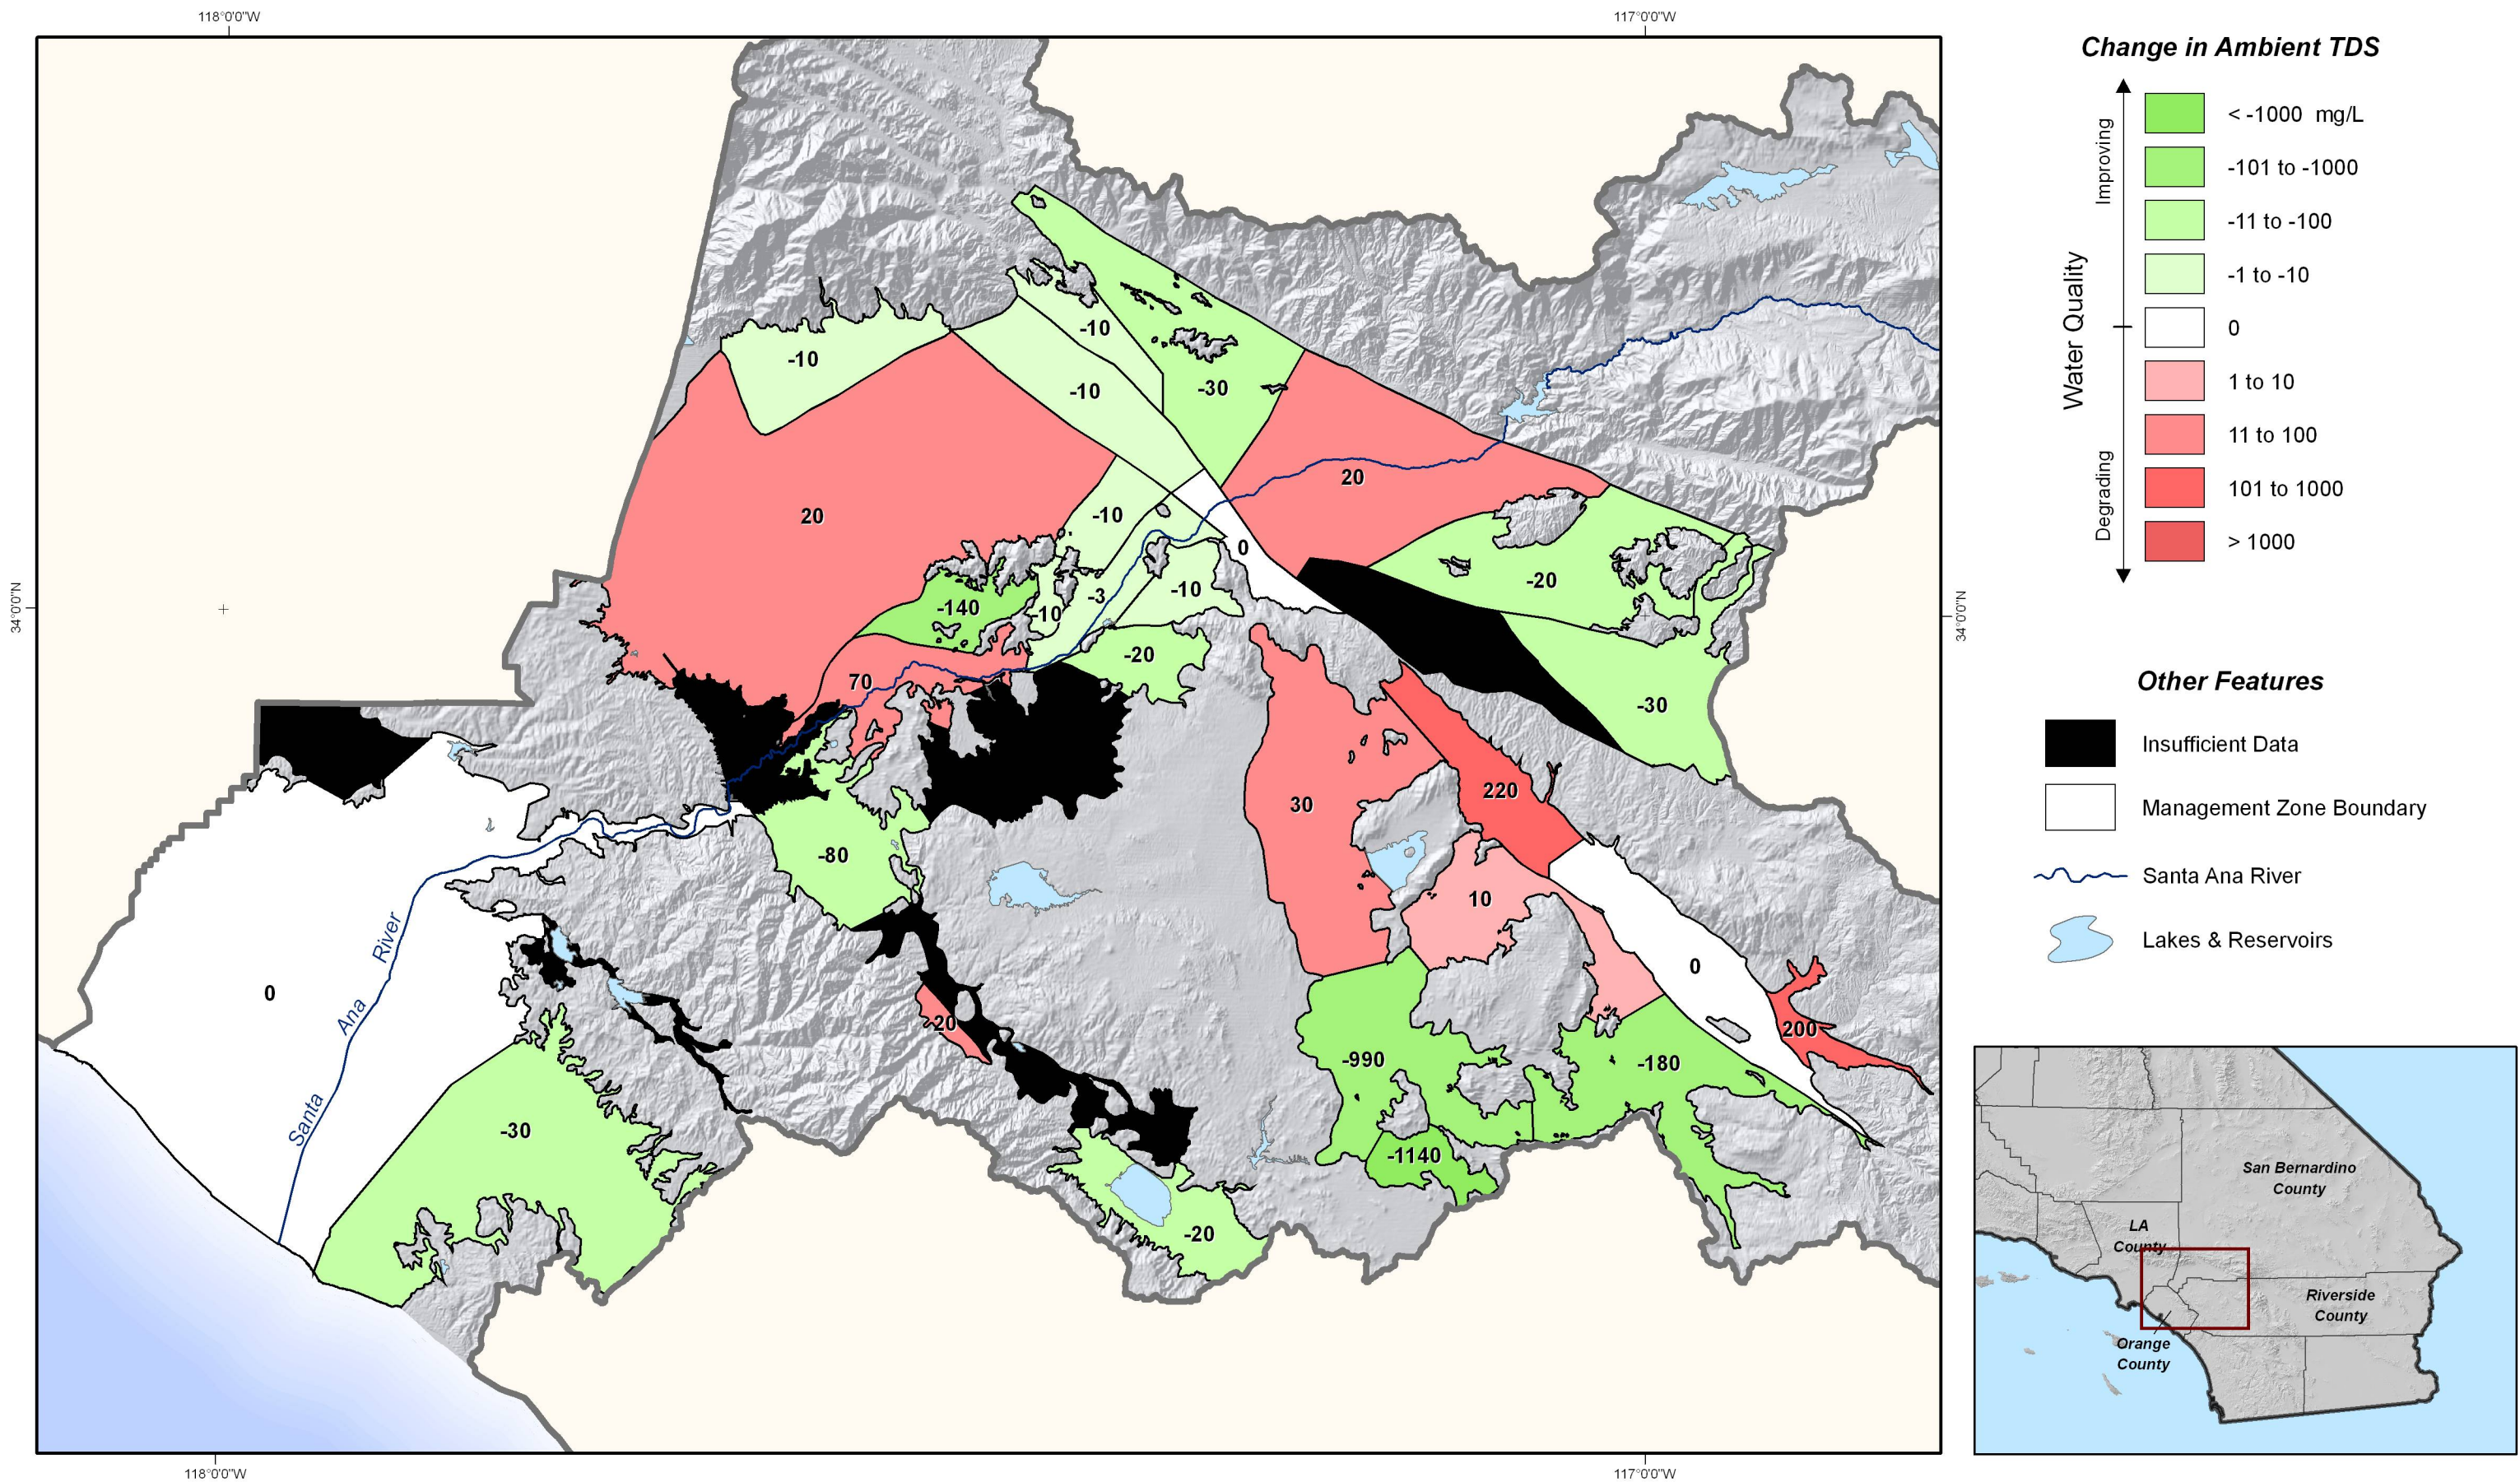 118°0'0"W
117°0'0"W
34°0'0"N
34°0'0"N
118°0'0"W
117°0'0"W
-10
-10
-10
-30
20
20
-10
0
-20
-140
-10
-3
-10
-20
70
-30
30
220
-80
10
0
0
20
200
-990
-180
-30
-1140
-20
Santa Ana River
Change in Ambient TDS
Water Quality
Improving
Degrading
< -1000 mg/L
-101 to -1000
-11 to -100
-1 to -10
0
1 to 10
11 to 100
101 to 1000
> 1000
Other Features
Insufficient Data
Management Zone Boundary
Santa Ana River
Lakes & Reservoirs
San Bernardino
County
LA
County
Riverside
County
Orange
County